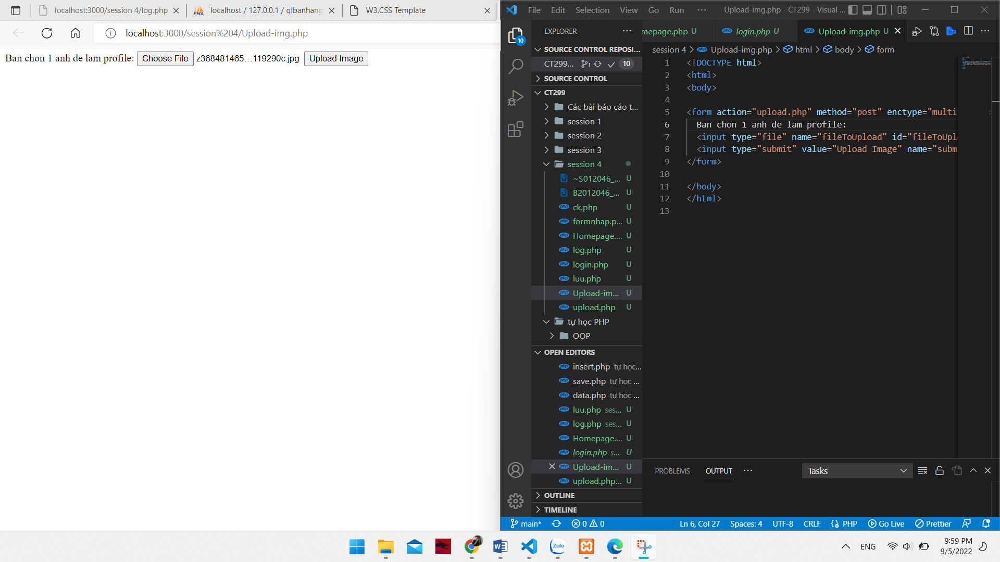 localhost:3000/session 4/log.php
localhost / 127.0.0.1 / qlbanhang
W3.CSS Template
localhost:3000/session%204/Upload-img.php
Ban chon 1 anh de lam profile: Choose File z368481465…119290c.jpg Upload Image
File Edit Selection View Go Run ··· Upload-img.php - CT299 - Visual ...
EXPLORER ···
mepage.php U login.php U Upload-img.php U
10
SOURCE CONTROL REPOSI...
CT299... 10
SOURCE CONTROL
CT299
Các bài báo cáo t...
session 1
session 2
session 3
session 4
~$012046_... U
B2012046_... U
ck.php U
formnhap.p... U
Homepage.... U
log.php U
login.php U
luu.php U
Upload-im... U
upload.php U
tự học PHP
OOP
OPEN EDITORS
insert.php tự học...
save.php tự học ...
data.php tự học ...
luu.php ses... U
log.php ses... U
Homepage.... U
login.php s... U
Upload-im... U
upload.php... U
OUTLINE
TIMELINE
session 4 > Upload-img.php > html > body > form
1 <!DOCTYPE html>
2 <html>
3 <body>
4
5 <form action="upload.php" method="post" enctype="multi
6 Ban chon 1 anh de lam profile:
7 <input type="file" name="fileToUpload" id="fileToUpl
8 <input type="submit" value="Upload Image" name="subm
9 </form>
10
11 </body>
12 </html>
13
PROBLEMS OUTPUT ··· Tasks
main* 0 0 Ln 6, Col 27 Spaces: 4 UTF-8 CRLF PHP Go Live Prettier
Zalo
ENG
9:59 PM
9/5/2022